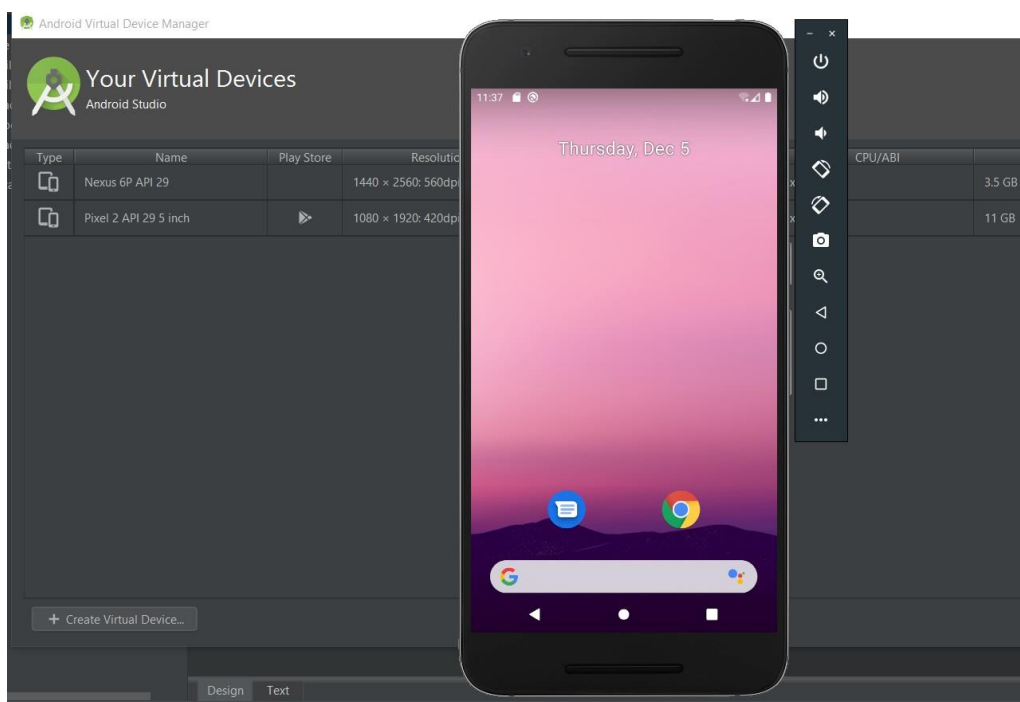 Android Virtual Device Manager
Your Virtual Devices
Android Studio
Type Name Play Store Resolutio CPU/ABI
Nexus 6P API 29 1440 × 2560: 560dpi 3.5 GB
Pixel 2 API 29 5 inch 1080 × 1920: 420dpi 11 GB
11:37
Thursday, Dec 5
+ Create Virtual Device...
Design Text